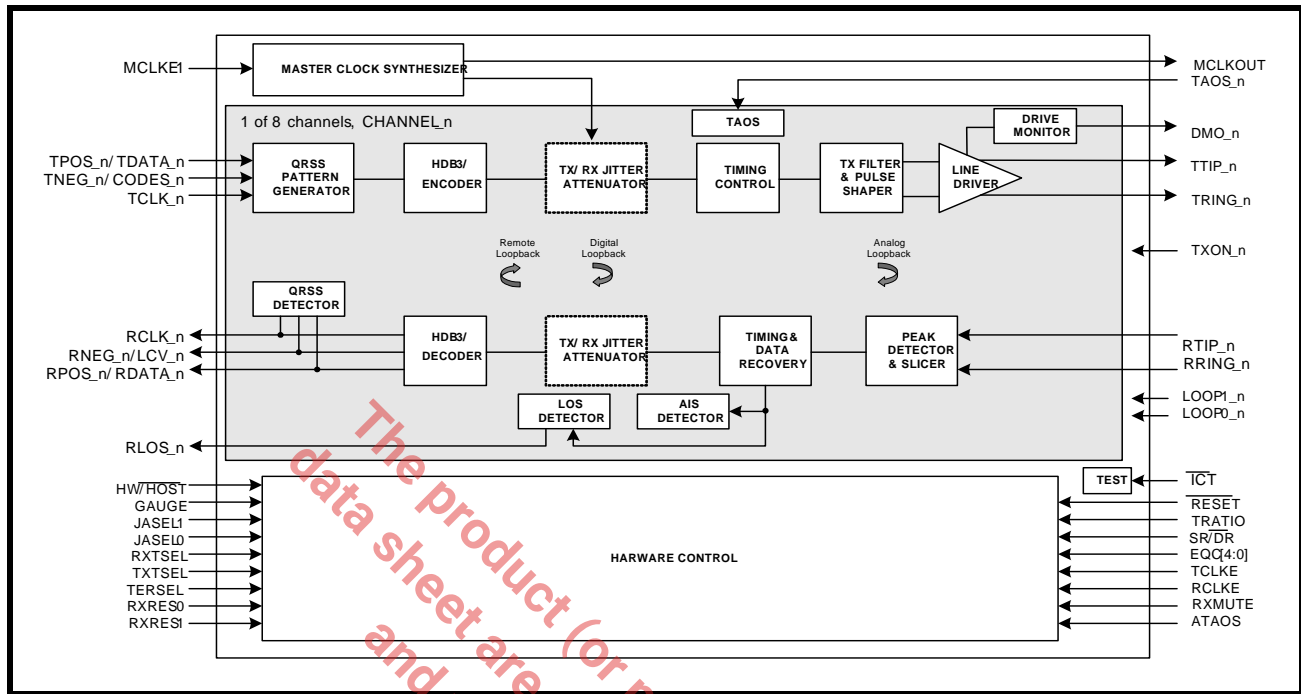 MCLKE1
MASTER CLOCK SYNTHESIZER
MCLKOUT
TAOS_n
1 of 8 channels, CHANNEL_n
TAOS
DRIVE
MONITOR
DMO_n
TPOS_n/ TDATA_n
TNEG_n/ CODES_n
TCLK_n
QRSS
PATTERN
GENERATOR
HDB3/
ENCODER
TX/ RX JITTER
ATTENUATOR
TIMING
CONTROL
TX FILTER
& PULSE
SHAPER
LINE
DRIVER
TTIP_n
TRING_n
Remote
Loopback
Digital
Loopback
Analog
Loopback
TXON_n
QRSS
DETECTOR
RCLK_n
RNEG_n/ LCV_n
RPOS_n/ RDATA_n
HDB3/
DECODER
TX/ RX JITTER
ATTENUATOR
TIMING &
DATA
RECOVERY
PEAK
DETECTOR
& SLICER
RTIP_n
RRING_n
LOS
DETECTOR
AIS
DETECTOR
LOOP1_n
LOOP0_n
RLOS_n
TEST
ICT
HW/HOST
GAUGE
JASEL1
JASEL0
RXTSEL
TXTSEL
TERSEL
RXRES0
RXRES1
HARWARE CONTROL
RESET
TRATIO
SR/DR
EQC[4:0]
TCLKE
RCLKE
RXMUTE
ATAOS
The product (or
data sheet are
and